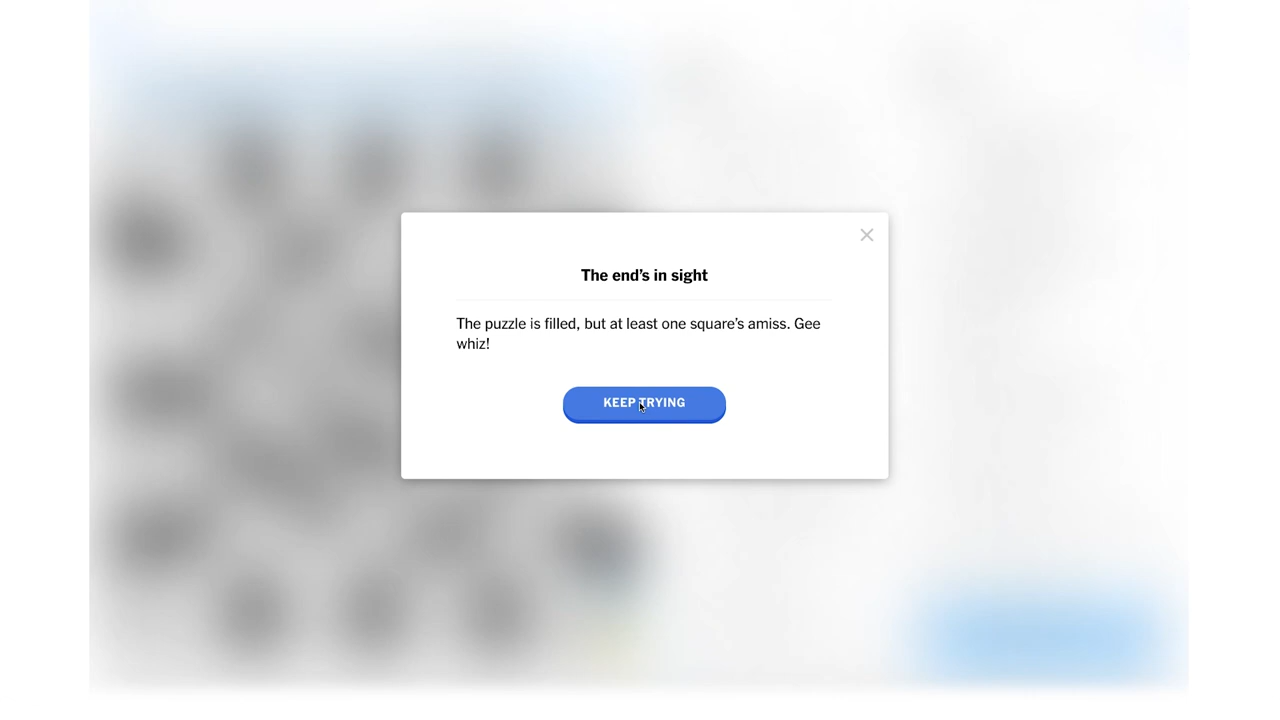 The end’s in sight
The puzzle is filled, but at least one square’s amiss. Gee
whiz!
KEEP TRYING